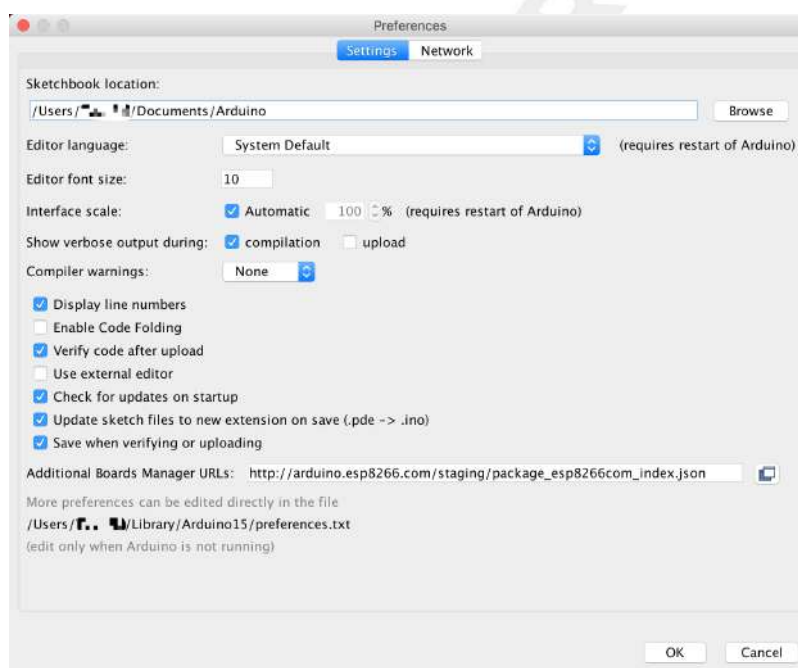 Preferences
Settings Network
Sketchbook location:
/Users/ /Documents/Arduino Browse
Editor language: System Default (requires restart of Arduino)
Editor font size: 10
Interface scale: Automatic 100 % (requires restart of Arduino)
Show verbose output during: compilation upload
Compiler warnings: None
Display line numbers
Enable Code Folding
Verify code after upload
Use external editor
Check for updates on startup
Update sketch files to new extension on save (.pde -> .ino)
Save when verifying or uploading
Additional Boards Manager URLs: http://arduino.esp8266.com/staging/package_esp8266com_index.json
More preferences can be edited directly in the file
/Users/ /Library/Arduino15/preferences.txt
(edit only when Arduino is not running)
OK Cancel